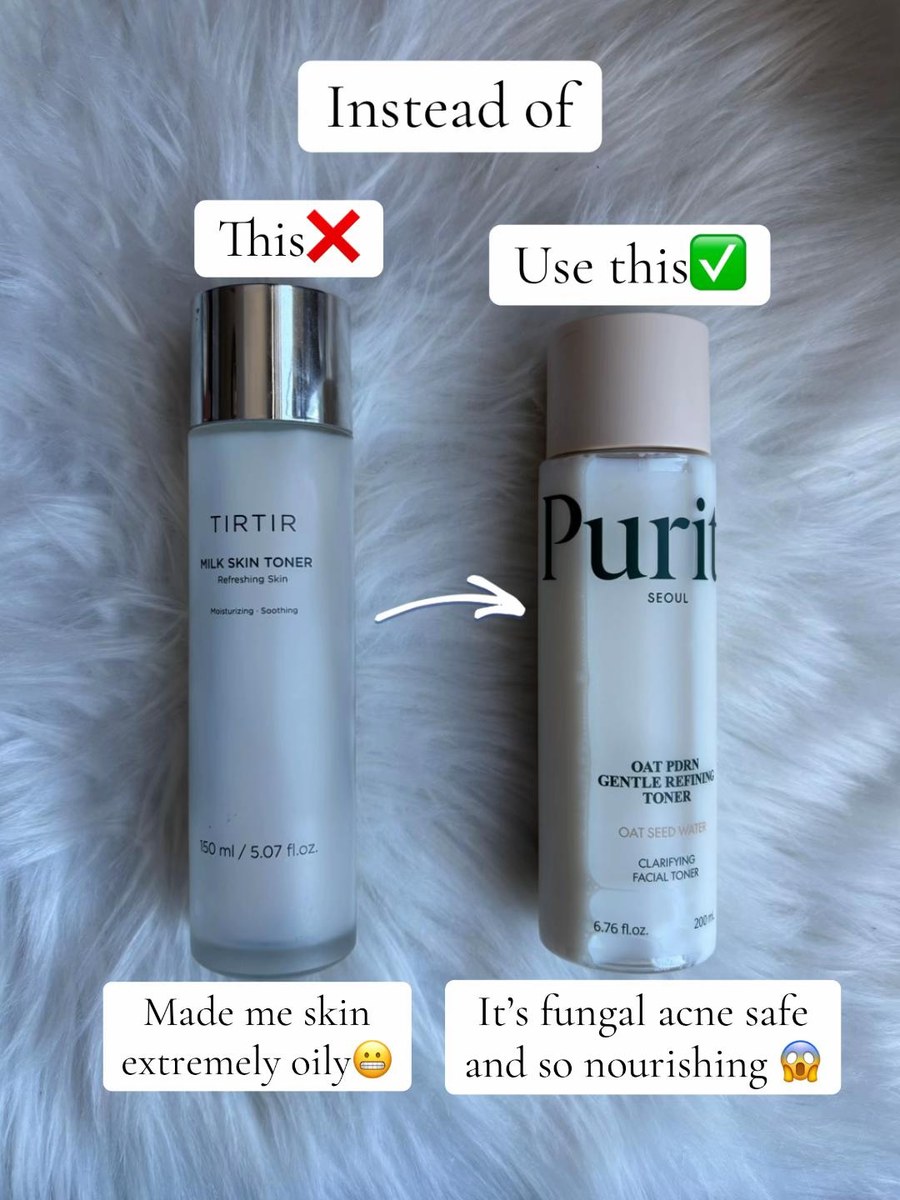 Instead of
This❌
Use this✅
TIRTIR
MILK SKIN TONER
Refreshing Skin
Moisturizing · Soothing
150 ml / 5.07 fl.oz.
Purit
SEOUL
OAT PDRN
GENTLE REFINING
TONER
OAT SEED WATER
CLARIFYING
FACIAL TONER
6.76 fl.oz. 200 m
Made me skin
extremely oily😬
It's fungal acne safe
and so nourishing 😱